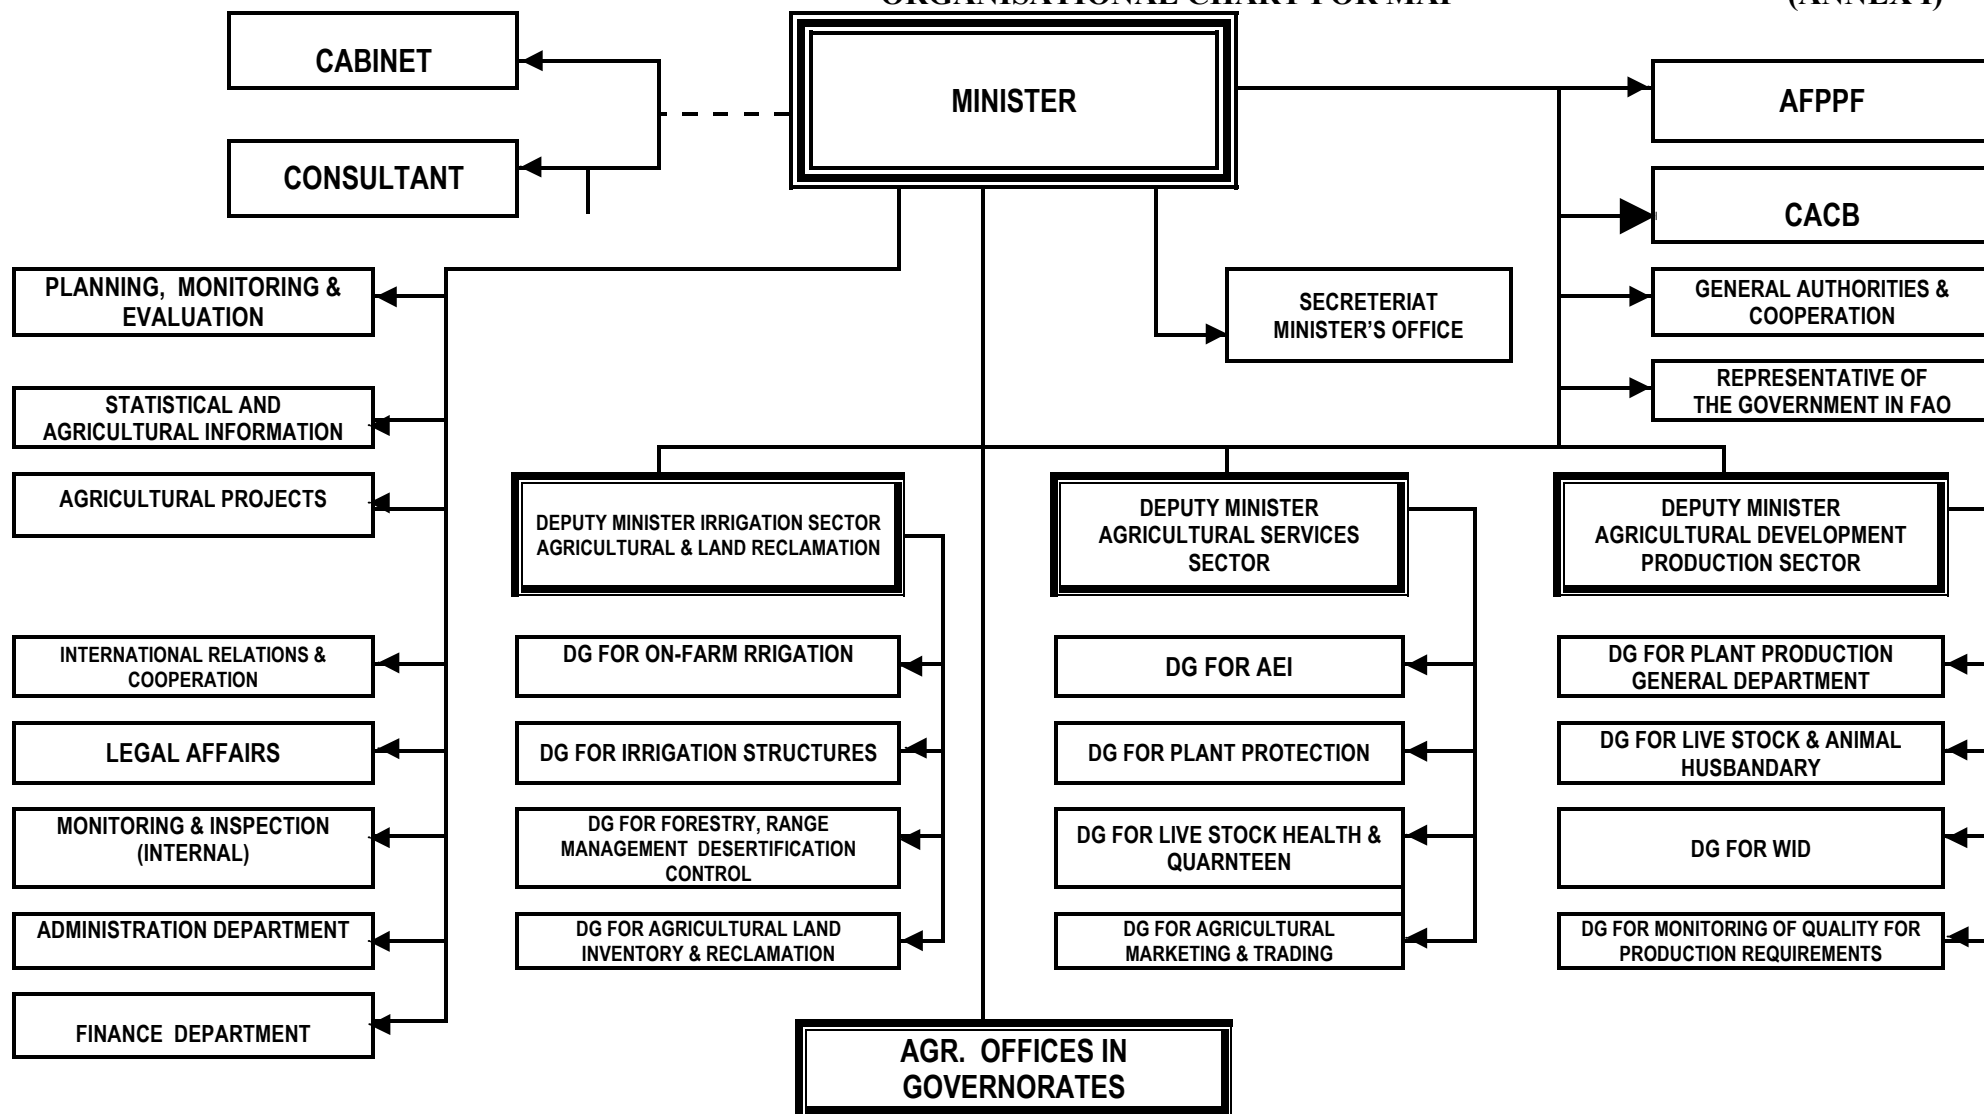 ORGANISATIONAL CHART FOR MAI
(ANNEX I)
CABINET
MINISTER
AFPPF
CONSULTANT
CACB
PLANNING, MONITORING &
EVALUATION
SECRETERIAT
MINISTER'S OFFICE
GENERAL AUTHORITIES &
COOPERATION
REPRESENTATIVE OF
THE GOVERNMENT IN FAO
STATISTICAL AND
AGRICULTURAL INFORMATION
AGRICULTURAL PROJECTS
DEPUTY MINISTER IRRIGATION SECTOR
AGRICULTURAL & LAND RECLAMATION
DEPUTY MINISTER
AGRICULTURAL SERVICES
SECTOR
DEPUTY MINISTER
AGRICULTURAL DEVELOPMENT
PRODUCTION SECTOR
INTERNATIONAL RELATIONS &
COOPERATION
DG FOR ON-FARM RRIGATION
DG FOR AEI
DG FOR PLANT PRODUCTION
GENERAL DEPARTMENT
LEGAL AFFAIRS
DG FOR IRRIGATION STRUCTURES
DG FOR PLANT PROTECTION
DG FOR LIVE STOCK & ANIMAL
HUSBANDARY
MONITORING & INSPECTION
(INTERNAL)
DG FOR FORESTRY, RANGE
MANAGEMENT DESERTIFICATION
CONTROL
DG FOR LIVE STOCK HEALTH &
QUARNTEEN
DG FOR WID
ADMINISTRATION DEPARTMENT
DG FOR AGRICULTURAL LAND
INVENTORY & RECLAMATION
DG FOR AGRICULTURAL
MARKETING & TRADING
DG FOR MONITORING OF QUALITY FOR
PRODUCTION REQUIREMENTS
FINANCE DEPARTMENT
AGR. OFFICES IN
GOVERNORATES